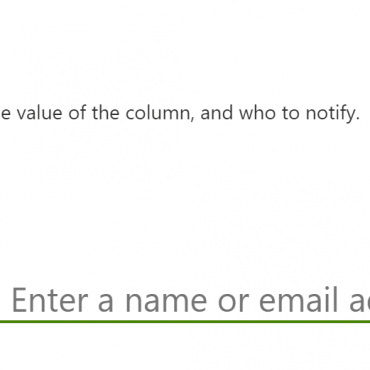 e value of the column, and who to notify.
Enter a name or email a